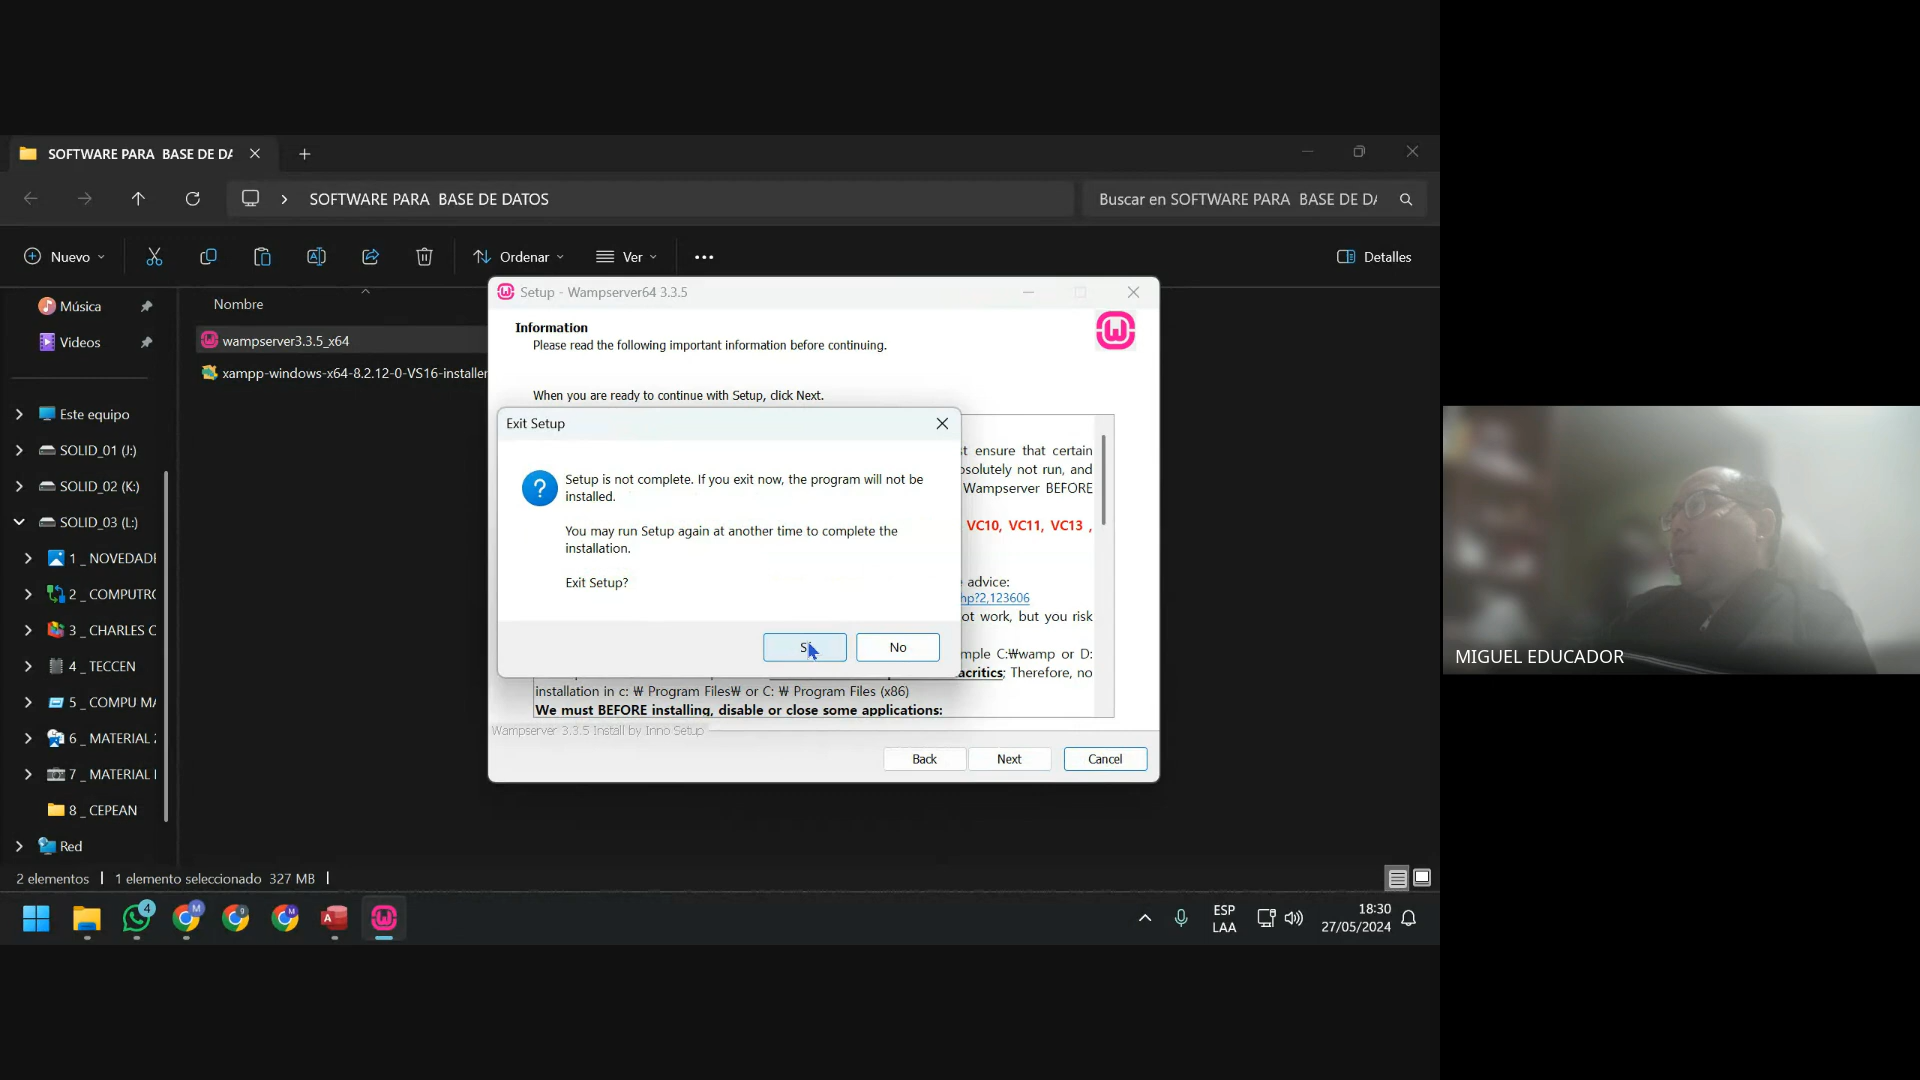 SOFTWARE PARA  BASE DE DA
SOFTWARE PARA  BASE DE DATOS
Buscar en SOFTWARE PARA  BASE DE DA
Nuevo
Ordenar
Ver
Detalles
Música
Videos
Este equipo
SOLID_01 (J:)
SOLID_02 (K:)
SOLID_03 (L:)
1 _ NOVEDADE
2 _ COMPUTRO
3 _ CHARLES C
4 _ TECCEN
5 _ COMPU MA
6 _ MATERIAL
7 _ MATERIAL
8 _ CEPEAN
Red
Nombre
wampserver3.3.5_x64
xampp-windows-x64-8.2.12-0-VS16-installer
Setup - Wampserver64 3.3.5
Information
Please read the following important information before continuing.
When you are ready to continue with Setup, click Next.
Exit Setup
Setup is not complete. If you exit now, the program will not be
installed.
You may run Setup again at another time to complete the
installation.
Exit Setup?
No
t ensure that certain
osolutely not run, and
Wampserver BEFORE
VC10, VC11, VC13 ,
advice:
hp?2,123606
ot work, but you risk
mple C:₩wamp or D:
acritics; Therefore, no
installation in c: ₩ Program Files₩ or C: ₩ Program Files (x86)
We must BEFORE installing, disable or close some applications:
Wampserver 3.3.5 Install by Inno Setup
Back
Next
Cancel
2 elementos
1 elemento seleccionado  327 MB
4
ESP
LAA
18:30
27/05/2024
MIGUEL EDUCADOR